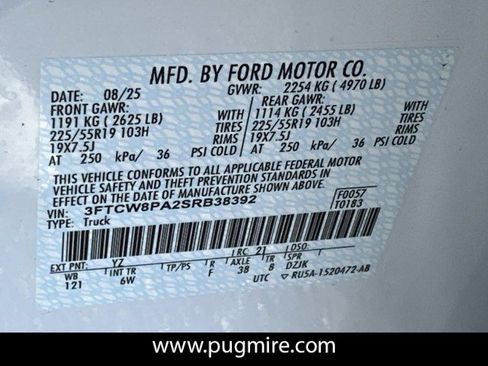 MFD. BY FORD MOTOR CO.
DATE: 08/25 GVWR: 2254 KG ( 4970 LB)
FRONT GAWR: REAR GAWR:
1191 KG ( 2625 LB) WITH 1114 KG ( 2455 LB) WITH
225/55R19 103H TIRES 225/55R19 103H TIRES
19X7.5J RIMS 19X7.5J RIMS
AT 250 kPa/ 36 PSI COLD AT 250 kPa/ 36 PSI COLD
THIS VEHICLE CONFORMS TO ALL APPLICABLE FEDERAL MOTOR
VEHICLE SAFETY AND BUMPER STANDARDS IN
EFFECT ON THE DATE OF MANUFACTURE SHOWN ABOVE.
VIN: 3FTCW8PA2SRB38392 F0057
TYPE: Truck T0183
EXT PNT: YZ RC: 21 DSO:
WB INT TR TP/PS R AXLE TR SPR
121 6W F 38 8 DZJK
UTC RU5A-1520472-AB
www.pugmire.com